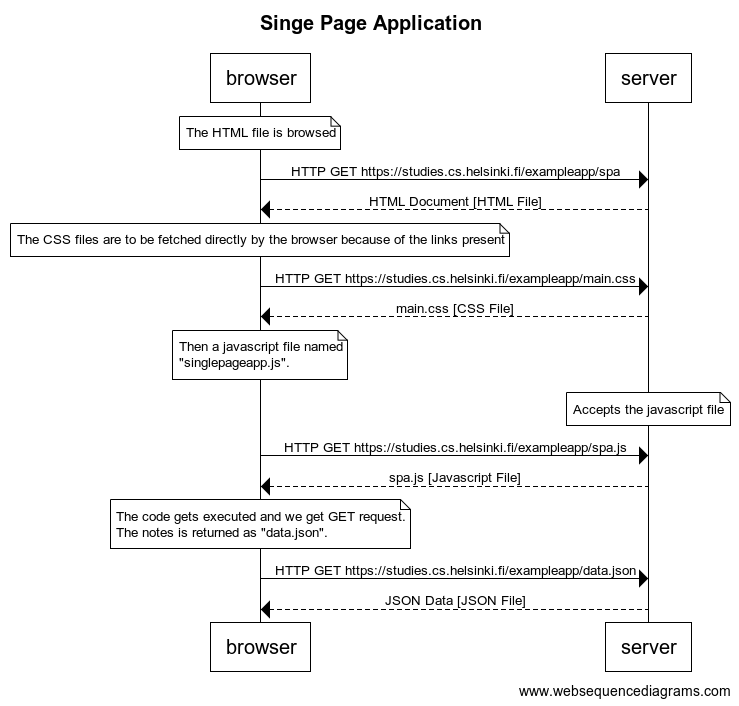 Singe Page Application
browser
server
The HTML file is browsed
HTTP GET https://studies.cs.helsinki.fi/exampleapp/spa
HTML Document [HTML File]
The CSS files are to be fetched directly by the browser because of the links present
HTTP GET https://studies.cs.helsinki.fi/exampleapp/main.css
main.css [CSS File]
Then a javascript file named
"singlepageapp.js".
Accepts the javascript file
HTTP GET https://studies.cs.helsinki.fi/exampleapp/spa.js
spa.js [Javascript File]
The code gets executed and we get GET request.
The notes is returned as "data.json".
HTTP GET https://studies.cs.helsinki.fi/exampleapp/data.json
JSON Data [JSON File]
browser
server
www.websequencediagrams.com